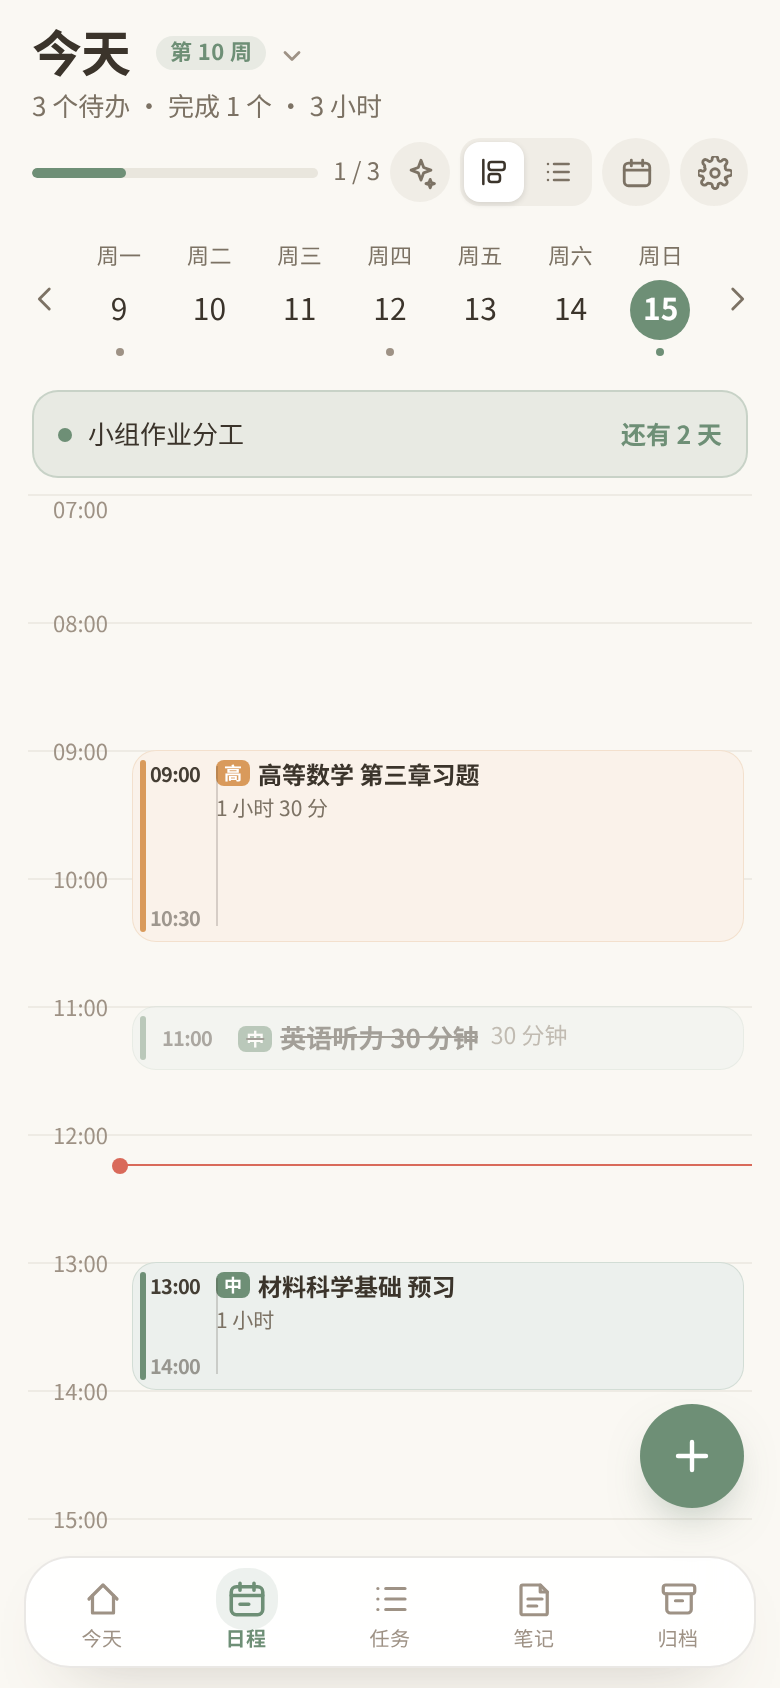 今天 第 10 周
3 个待办 • 完成 1 个 • 3 小时
1 / 3
周一 周二 周三 周四 周五 周六 周日
9 10 11 12 13 14 15
小组作业分工 还有 2 天
07:00
08:00
09:00
09:00 高 高等数学 第三章习题
1 小时 30 分
10:00
10:30
11:00
11:00 中 英语听力 30 分钟 30 分钟
12:00
13:00
13:00 中 材料科学基础 预习
1 小时
14:00
14:00
15:00
今天 日程 任务 笔记 归档